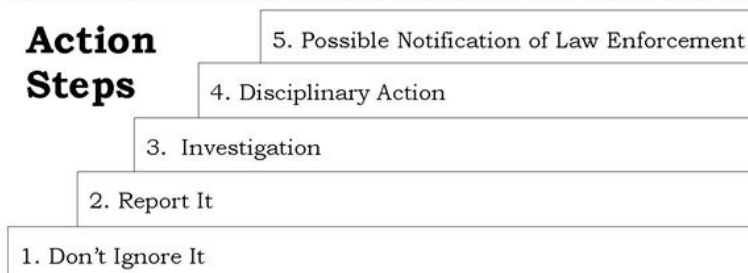 Action
Steps
5. Possible Notification of Law Enforcement
4. Disciplinary Action
3. Investigation
2. Report It
1. Don't Ignore It